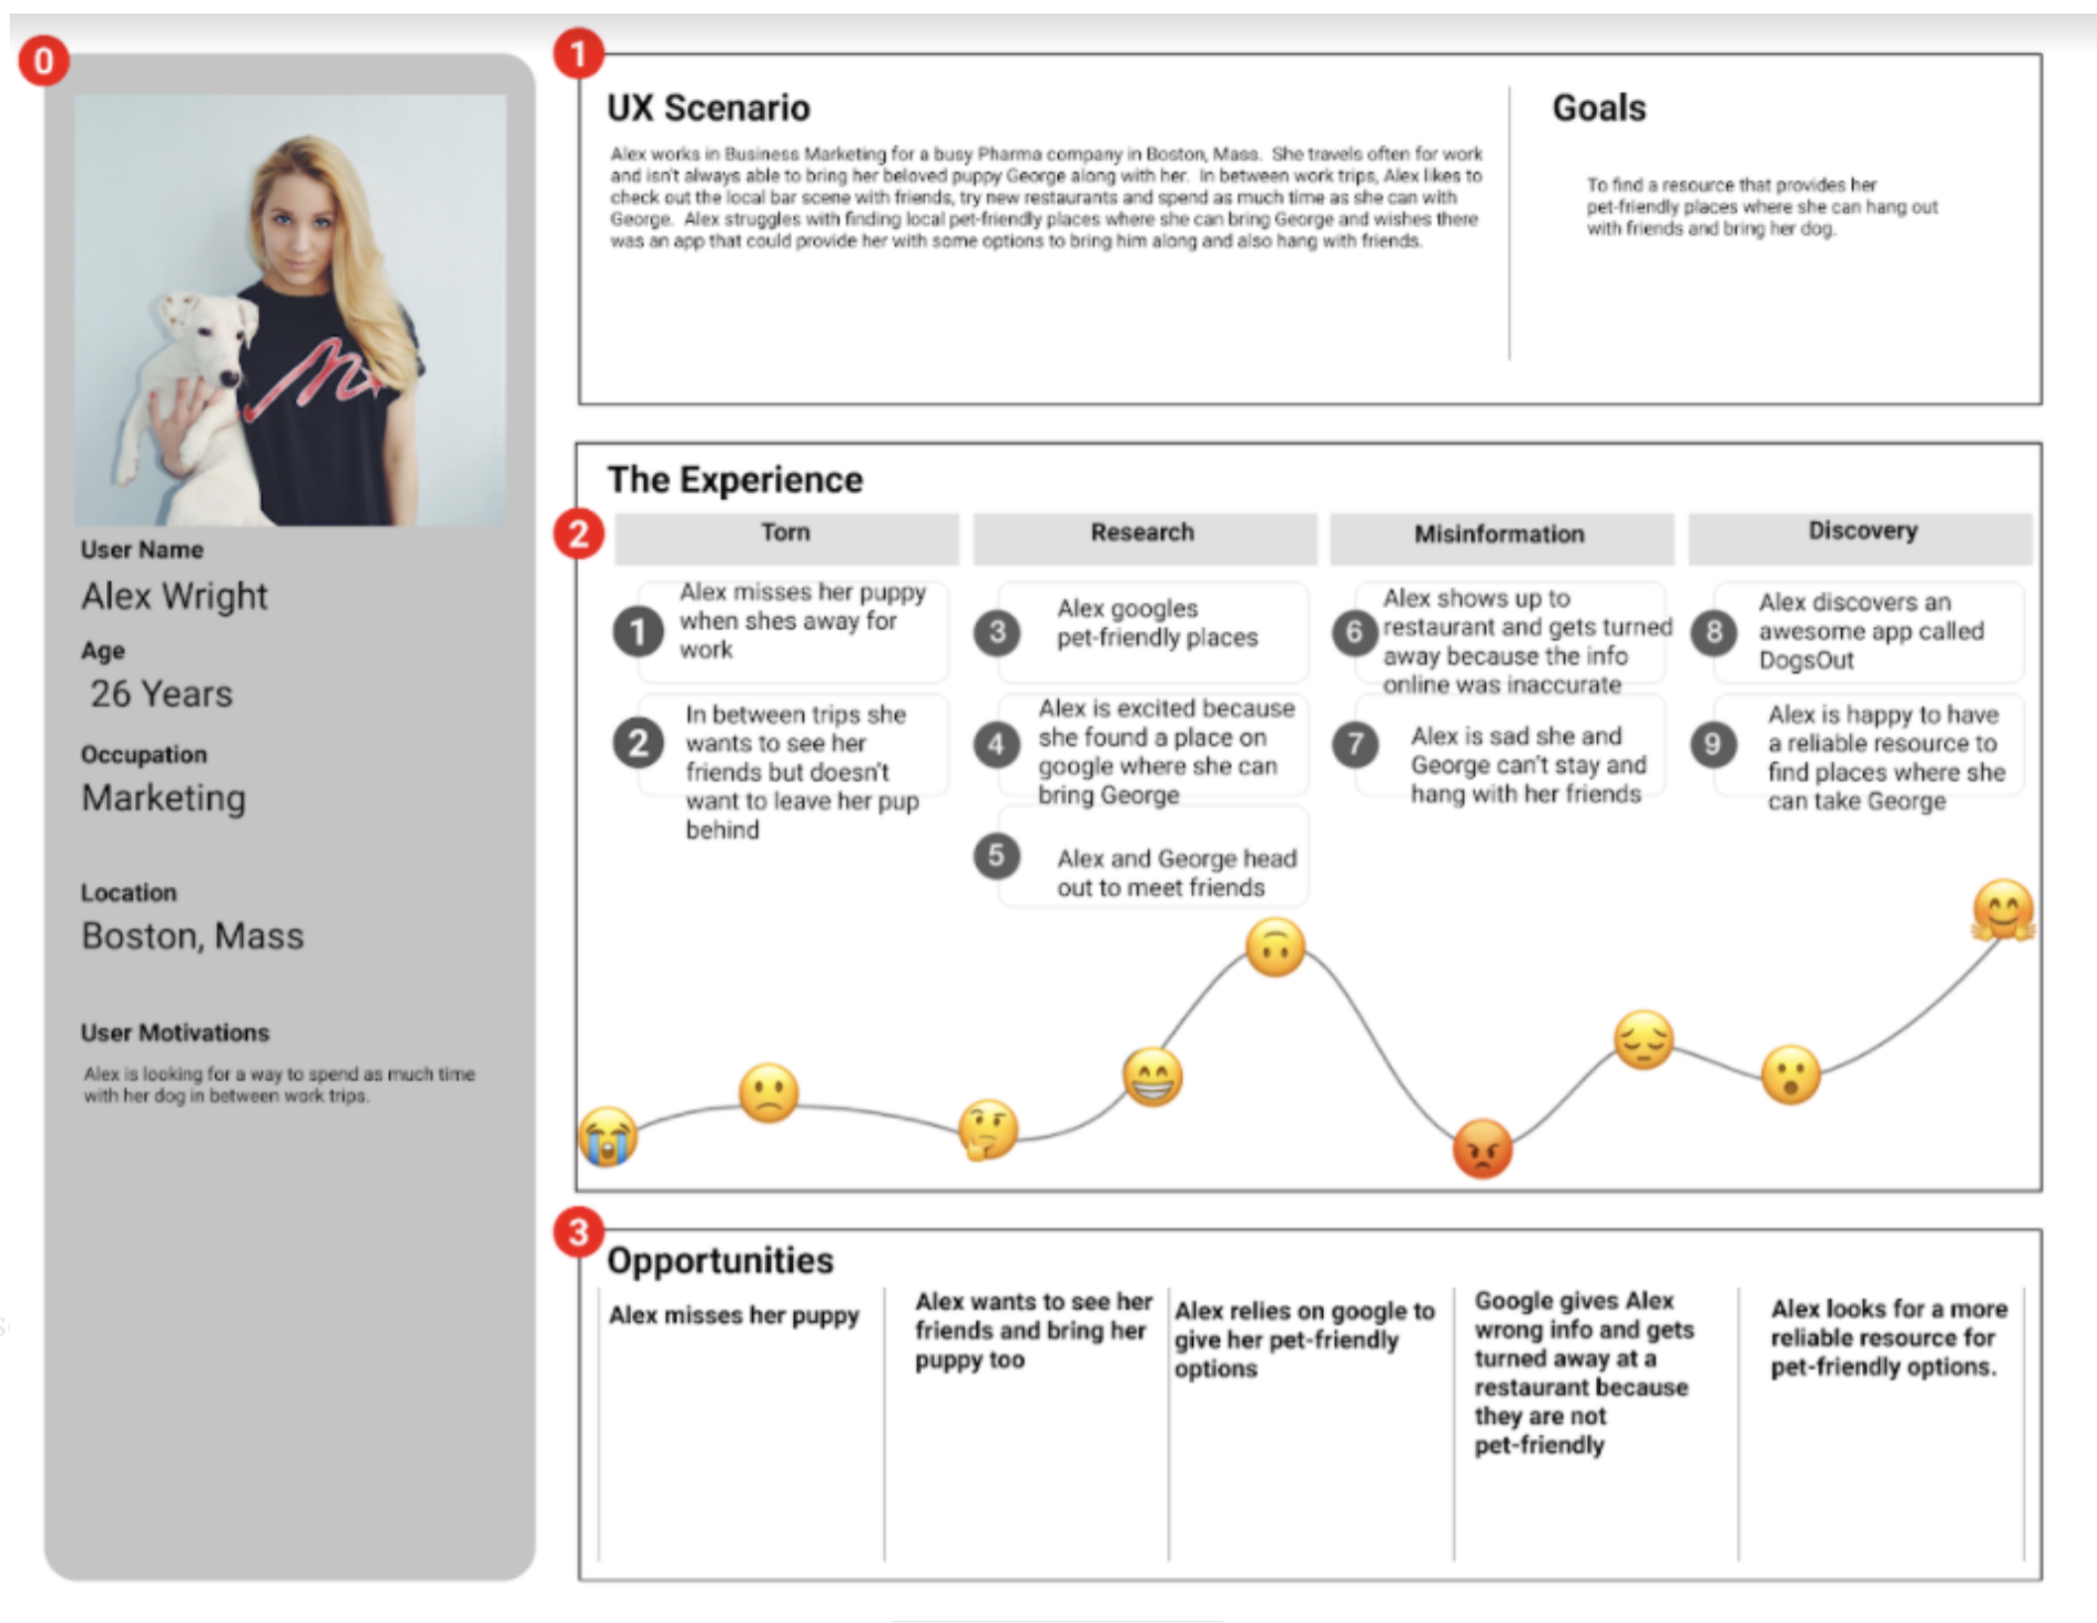 0
User Name
Alex Wright
Age
26 Years
Occupation
Marketing
Location
Boston, Mass
User Motivations
Alex is looking for a way to spend as much time
with her dog in between work trips.
1
UX Scenario
Alex works in Business Marketing for a busy Pharma company in Boston, Mass. She travels often for work
and isn't always able to bring her beloved puppy George along with her. In between work trips, Alex likes to
check out the local bar scene with friends, try new restaurants and spend as much time as she can with
George. Alex struggles with finding local pet-friendly places where she can bring George and wishes there
was an app that could provide her with some options to bring him along and also hang with friends.
Goals
To find a resource that provides her
pet-friendly places where she can hang out
with friends and bring her dog.
The Experience
2
Torn
1
Alex misses her puppy
when shes away for
work
2
In between trips she
wants to see her
friends but doesn't
want to leave her pup
behind
Research
3
Alex googles
pet-friendly places
4
Alex is excited because
she found a place on
google where she can
bring George
5
Alex and George head
out to meet friends
Misinformation
6
Alex shows up to
restaurant and gets turned
away because the info
online was inaccurate
7
Alex is sad she and
George can't stay and
hang with her friends
Discovery
8
Alex discovers an
awesome app called
DogsOut
9
Alex is happy to have
a reliable resource to
find places where she
can take George
3
Opportunities
Alex misses her puppy
Alex wants to see her
friends and bring her
puppy too
Alex relies on google to
give her pet-friendly
options
Google gives Alex
wrong info and gets
turned away at a
restaurant because
they are not
pet-friendly
Alex looks for a more
reliable resource for
pet-friendly options.